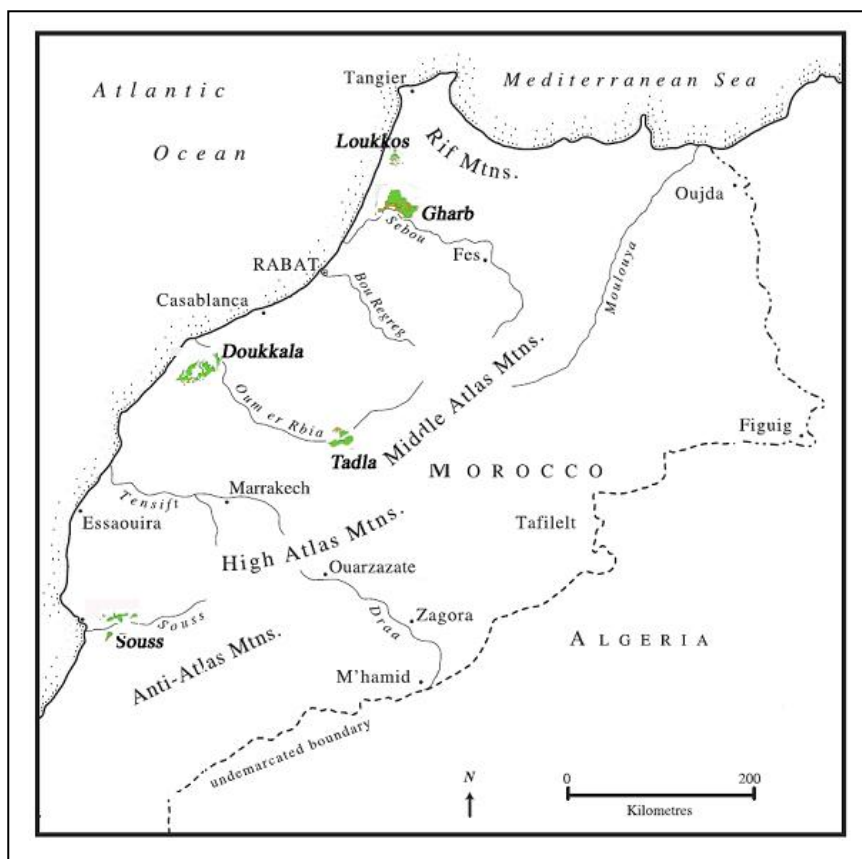 Atlantic
Ocean
Mediterranean Sea
Tangier
Loukkos
Rif Mtns.
Gharb
Sebou
Oujda
Fes
Moulouya
RABAT
Bou Regreg
Casablanca
Doukkala
Oum er Rbia
Middle Atlas Mtns.
Tadla
Figuig
MOROCCO
Marrakech
Tensift
Essaouira
Tafilelt
High Atlas Mtns.
Ouarzazate
Draa
Zagora
Souss
Souss
ALGERIA
Anti-Atlas Mtns.
M'hamid
undemarcated boundary
N
0 200
Kilometres